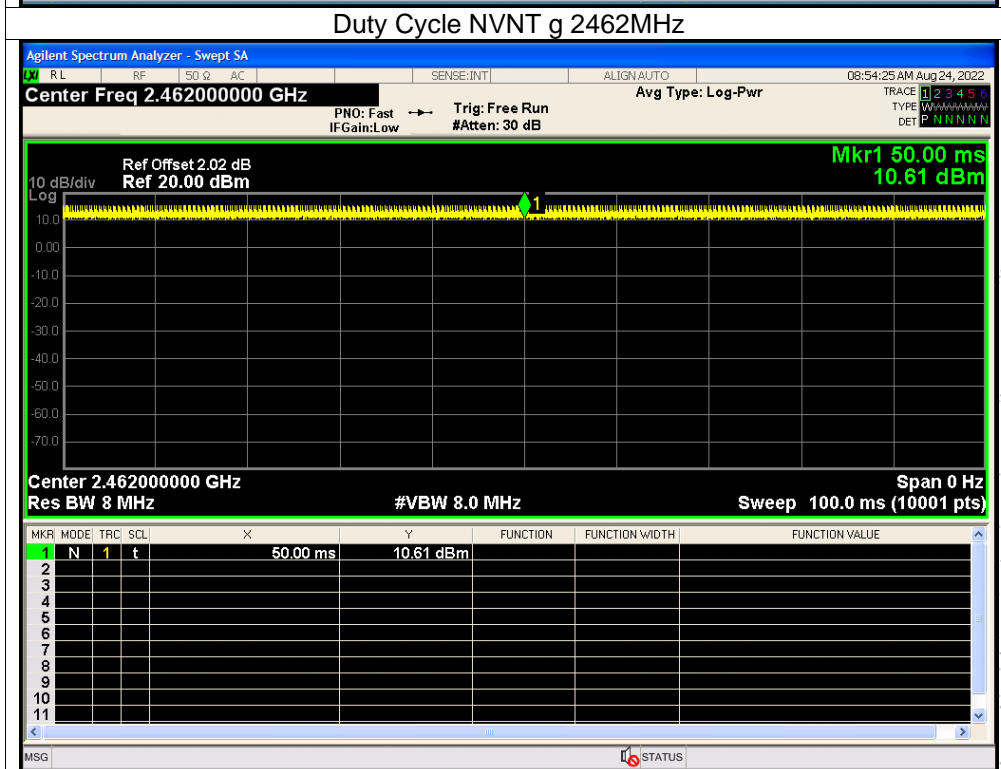 Duty Cycle NVNT g 2462MHz
Agilent Spectrum Analyzer - Swept SA
LXI RL RF 50 Ω AC SENSE:INT ALIGN AUTO 08:54:25 AM Aug 24, 2022
Center Freq 2.462000000 GHz Avg Type: Log-Pwr TRACE 1 2 3 4 5 6
PNO: Fast Trig: Free Run TYPE WWWWWW
IFGain:Low #Atten: 30 dB DET P N N N N N
Mkr1 50.00 ms
Ref Offset 2.02 dB
10 dB/div Ref 20.00 dBm 10.61 dBm
Log
1
10.0
0.00
-10.0
-20.0
-30.0
-40.0
-50.0
-60.0
-70.0
Center 2.462000000 GHz Span 0 Hz
Res BW 8 MHz #VBW 8.0 MHz Sweep 100.0 ms (10001 pts)
MKR MODE TRC SCL X Y FUNCTION FUNCTION WIDTH FUNCTION VALUE
1 N 1 t 50.00 ms 10.61 dBm
2
3
4
5
6
7
8
9
10
11
MSG STATUS